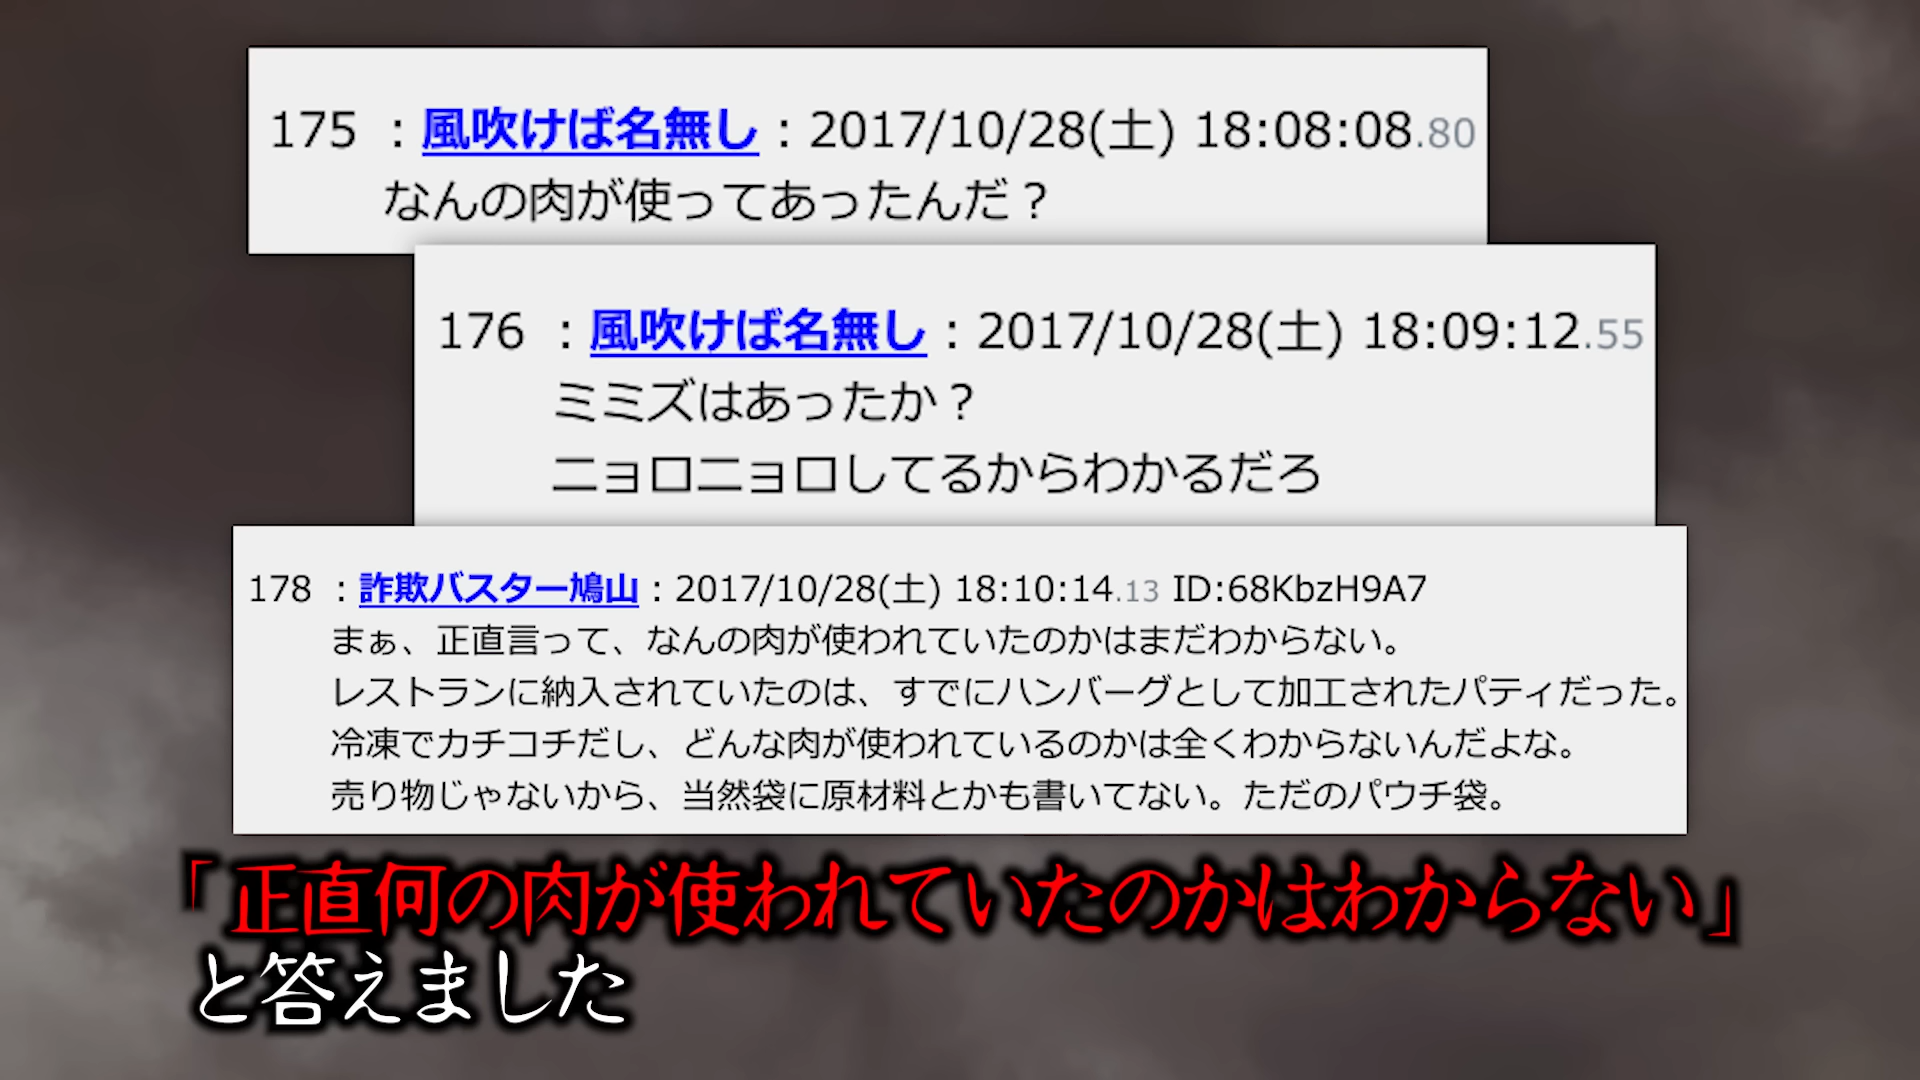 175 ：風吹けば名無し：2017/10/28(土) 18:08:08.80
なんの肉が使ってあったんだ？
176 ：風吹けば名無し：2017/10/28(土) 18:09:12.55
ミミズはあったか？
ニョロニョロしてるからわかるだろ
178 ：詐欺バスター鳩山：2017/10/28(土) 18:10:14.13 ID:68KbzH9A7
まぁ、正直言って、なんの肉が使われていたのかはまだわからない。
レストランに納入されていたのは、すでにハンバーグとして加工されたパティだった。
冷凍でカチコチだし、どんな肉が使われているのかは全くわからないんだよな。
売り物じゃないから、当然袋に原材料とかも書いてない。ただのパウチ袋。
「正直何の肉が使われていたのかはわからない」
と答えました